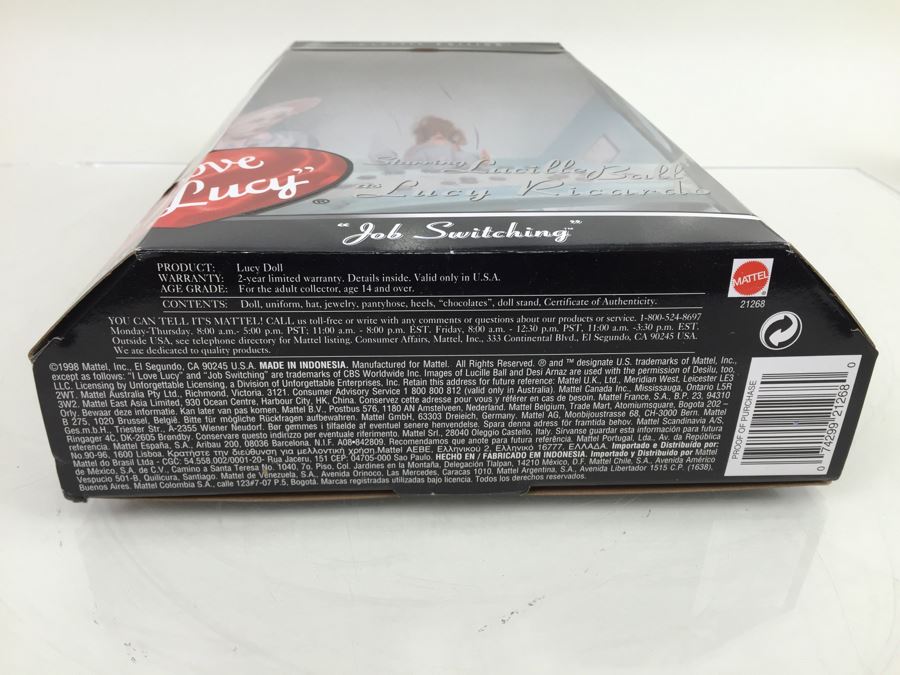 ove
Lucy”
®
Starring Lucille Ball
as Lucy Ricardo
“Job Switching”
PRODUCT: Lucy Doll
WARRANTY: 2-year limited warranty. Details inside. Valid only in U.S.A.
AGE GRADE: For the adult collector, age 14 and over.
CONTENTS: Doll, uniform, hat, jewelry, pantyhose, heels, “chocolates”, doll stand, Certificate of Authenticity.
YOU CAN TELL IT'S MATTEL! CALL us toll-free or write with any comments or questions about our products or service. 1-800-524-8697
Monday-Thursday, 8:00 a.m.- 5:00 p.m. PST; 11:00 a.m. - 8:00 p.m. EST. Friday, 8:00 a.m. - 12:30 p.m. PST, 11:00 a.m. -3:30 p.m. EST.
Outside USA, see telephone directory for Mattel listing. Consumer Affairs, Mattel, Inc., 333 Continental Blvd., El Segundo, CA 90245 USA.
We are dedicated to quality products.
MATTEL
®
21268
©1998 Mattel, Inc., El Segundo, CA 90245 U.S.A. MADE IN INDONESIA. Manufactured for Mattel. All Rights Reserved. ® and ™ designate U.S. trademarks of Mattel, Inc.,
except as follows: “I Love Lucy” and “Job Switching” are trademarks of CBS Worldwide Inc. Images of Lucille Ball and Desi Arnaz are used with the permission of Desilu, too,
LLC. Licensing by Unforgettable Licensing, a Division of Unforgettable Enterprises, Inc. Retain this address for future reference: Mattel U.K. Ltd., Meridian West, Leicester LE3
2WT. Mattel Australia Pty Ltd., Richmond, Victoria. 3121. Consumer Advisory Service 1 800 800 812 (valid only in Australia). Mattel Canada Inc., Mississauga, Ontario L5R
3W2. Mattel East Asia Limited, 930 Ocean Centre, Harbour City, HK, China. Conservez cette adresse pour vous y référer en cas de besoin. Mattel France, S.A., B.P. 23, 94310
Orly. Bewaar deze informatie. Kan later van pas komen. Mattel B.V., Postbus 576, 1180 AN Amstelveen, Nederland. Mattel Belgium, Trade Mart, Atomiumsquare, Bogota 202 –
B 275, 1020 Brussel, België. Bitte für mögliche Rückfragen aufbewahren. Mattel GmbH, 63303 Dreieich, Deutschland. Mattel AG, Monbijoustrasse 68, CH-3000 Bern. Mattel
Ges.m.b.H., Triester Str., A-2355 Wiener Neudorf. Bør gemmes i tilfælde af eventuel senere henvendelse. Spara denna adress för framtida behov. Mattel Scandinavia A/S,
Ringager 4C, DK-2605 Brøndby. Conservare questo indirizzo per eventuale riferimento. Mattel Srl., 28040 Oleggio Castello, Italy. Sírvanse guardar esta información para futura
referencia. Mattel España, S.A., Aribau 200, 08036 Barcelona. N.I.F. A08-842809. Recomendamos que anote para futura referência. Mattel Portugal, Lda., Av. da República
90-96, 1600 Lisboa. Κρατήστε την διεύθυνση για μελλοντική χρήση. Mattel ΑΕΒΕ, Ελληνικού 2, Ελληνικό 16777, ΕΛΛΑΔΑ. Importado e Distribuído por:
Mattel do Brasil Ltda - CGC: 54.558.002/0001-20- Rua Jaceru, 151 CEP: 04705-000 Sao Paulo. HECHO EN / FABRICADO EN INDONESIA. Importado y Distribuido por Mattel
de México, S.A. de C.V., Camino a Santa Teresa No. 1040, 7o. Piso, Col. Jardines en la Montaña, Delegación Tlalpan, 14210 México, D.F. Mattel Chile, S.A., Avenida Américo
Vespucio 501-B, Quilicura, Santiago. Mattel de Venezuela, S.A., Avenida Orinoco, Las Mercedes, Caracas 1010. Mattel Argentina, S.A., Avenida Libertador 1515 C.P. (1638),
Buenos Aires. Mattel Colombia S.A., calle 123#7-07 P.5, Bogotá. Marcas registradas utilizadas bajo licencia. Todos los derechos reservados.
PROOF OF PURCHASE
0 74299 21268 0